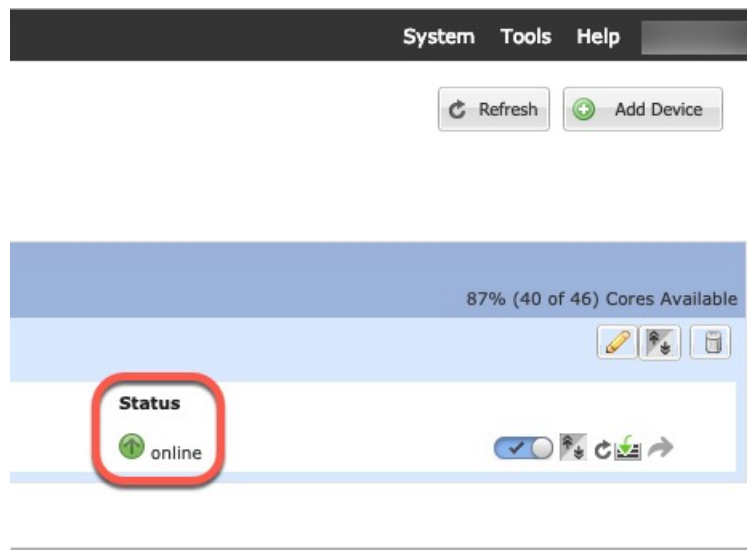 System Tools Help
Refresh Add Device
87% (40 of 46) Cores Available
Status
online